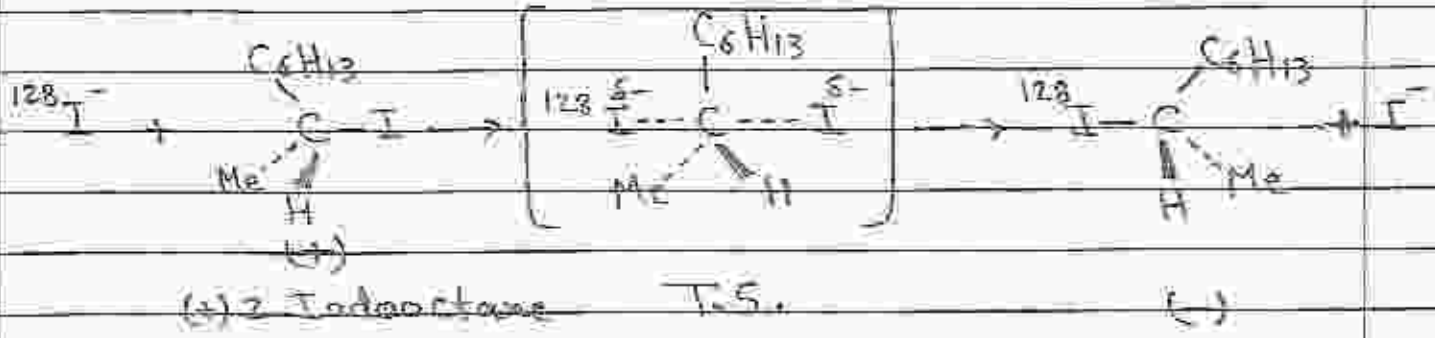 C6H13 C6H13 C6H13
128I- + C—I → 128I δ- ---- C ---- I δ- → 128I—C + I-
Me H Me H H Me
(+) (-)
(+) 2 Iodooctane T.S.